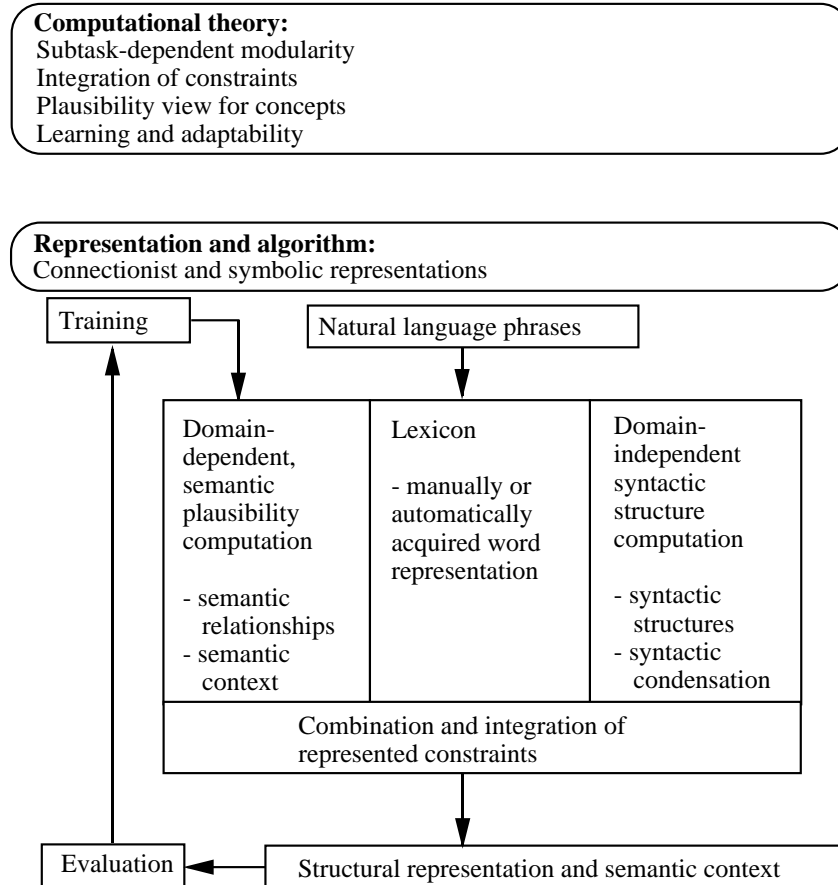 Computational theory:
Subtask-dependent modularity
Integration of constraints
Plausibility view for concepts
Learning and adaptability
Representation and algorithm:
Connectionist and symbolic representations
Training
Natural language phrases
Domain-
dependent,
semantic
plausibility
computation
- semantic
relationships
- semantic
context
Lexicon
- manually or
automatically
acquired word
representation
Domain-
independent
syntactic
structure
computation
- syntactic
structures
- syntactic
condensation
Combination and integration of
represented constraints
Evaluation
Structural representation and semantic context